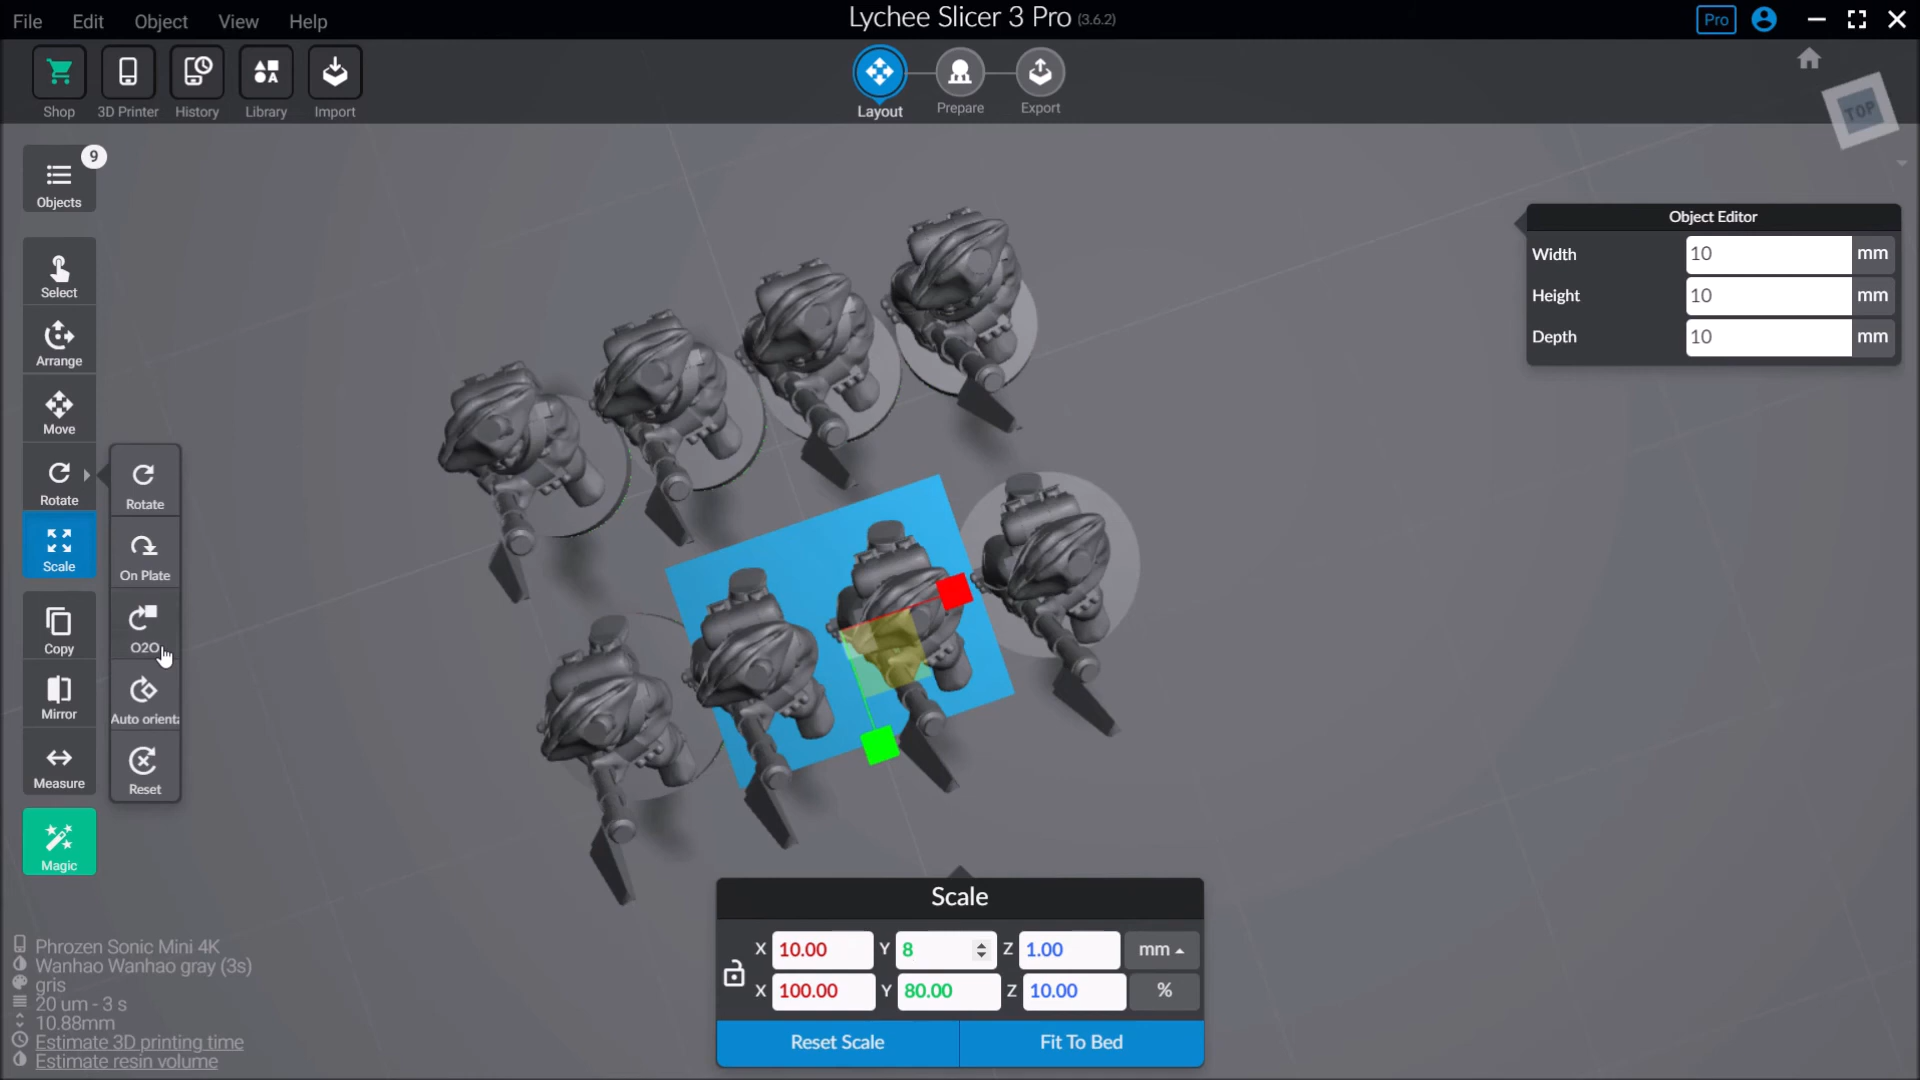 File Edit Object View Help
Lychee Slicer 3 Pro (3.6.2)
Pro
Shop 3D Printer History Library Import
Layout Prepare Export
TOP
9
Objects
Select
Arrange
Move
Rotate
Scale
Copy
Mirror
Measure
Magic
Rotate
On Plate
O2O
Auto orienta
Reset
Object Editor
Width 10 mm
Height 10 mm
Depth 10 mm
Phrozen Sonic Mini 4K
Wanhao Wanhao gray (3s)
gris
20 um - 3 s
10.88mm
Estimate 3D printing time
Estimate resin volume
Scale
X 10.00 Y 8 Z 1.00 mm
X 100.00 Y 80.00 Z 10.00 %
Reset Scale Fit To Bed